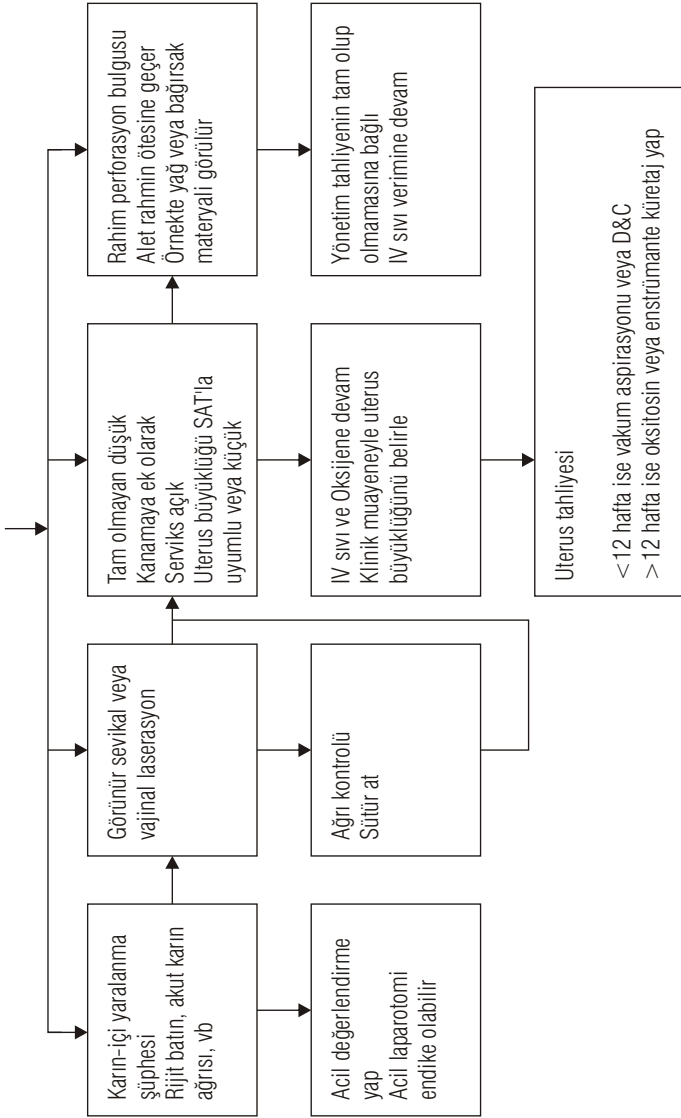 Karın-içi yaralanma
şüphesi
Rijit batın, akut karın
ağrısı, vb
Görünür sevikal veya
vajinal laserasyon
Tam olmayan düşük
Kanamaya ek olarak
Serviks açık
Uterus büyüklüğü SAT'la
uyumlu veya küçük
Rahim perforasyon bulgusu
Alet rahmin ötesine geçer
Örnekte yağ veya bağırsak
materyali görülür
Acil değerlendirme
yap
Acil laparotomi
endike olabilir
Ağrı kontrolü
Sütür at
IV sıvı ve Oksijene devam
Klinik muayeneyle uterus
büyüklüğünü belirle
Yönetim tahliyenin tam olup
olmamasına bağlı
IV sıvı verimine devam
Uterus tahliyesi
<12 hafta ise vakum aspirasyonu veya D&C
>12 hafta ise oksitosin veya enstrümante küretaj yap